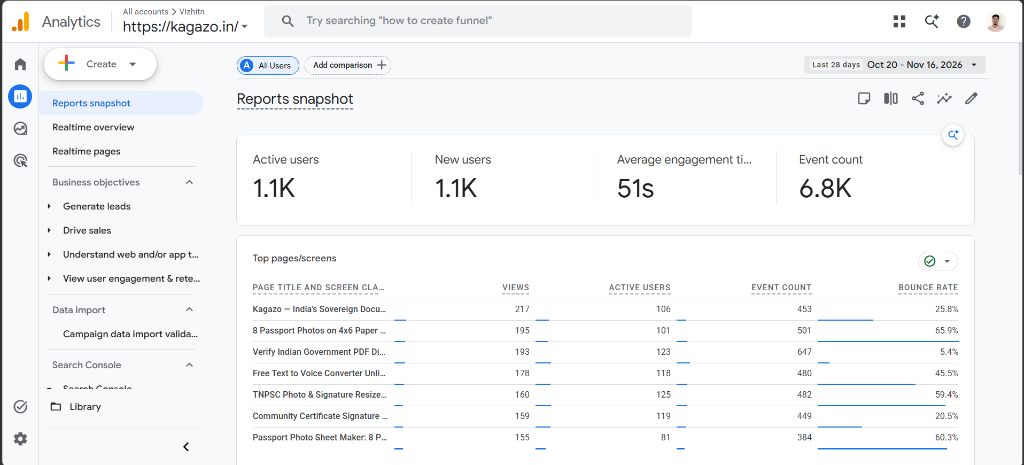 Analytics
All accounts > Vizhitn
https://kagazo.in/
Try searching "how to create funnel"
Create
Reports snapshot
Realtime overview
Realtime pages
Business objectives
Generate leads
Drive sales
Understand web and/or app t...
View user engagement & rete...
Data import
Campaign data import valida...
Search Console
Search Console
Library
A All Users
Add comparison +
Last 28 days Oct 20 - Nov 16, 2026
Reports snapshot
Active users
1.1K
New users
1.1K
Average engagement ti...
51s
Event count
6.8K
Top pages/screens
PAGE TITLE AND SCREEN CLA... VIEWS ACTIVE USERS EVENT COUNT BOUNCE RATE
Kagazo — India's Sovereign Docu... 217 106 453 25.8%
8 Passport Photos on 4x6 Paper ... 195 101 501 65.9%
Verify Indian Government PDF Di... 193 123 647 5.4%
Free Text to Voice Converter Unli... 178 118 480 45.5%
TNPSC Photo & Signature Resize... 160 125 482 59.4%
Community Certificate Signature ... 159 119 449 20.5%
Passport Photo Sheet Maker: 8 P... 155 81 384 60.3%